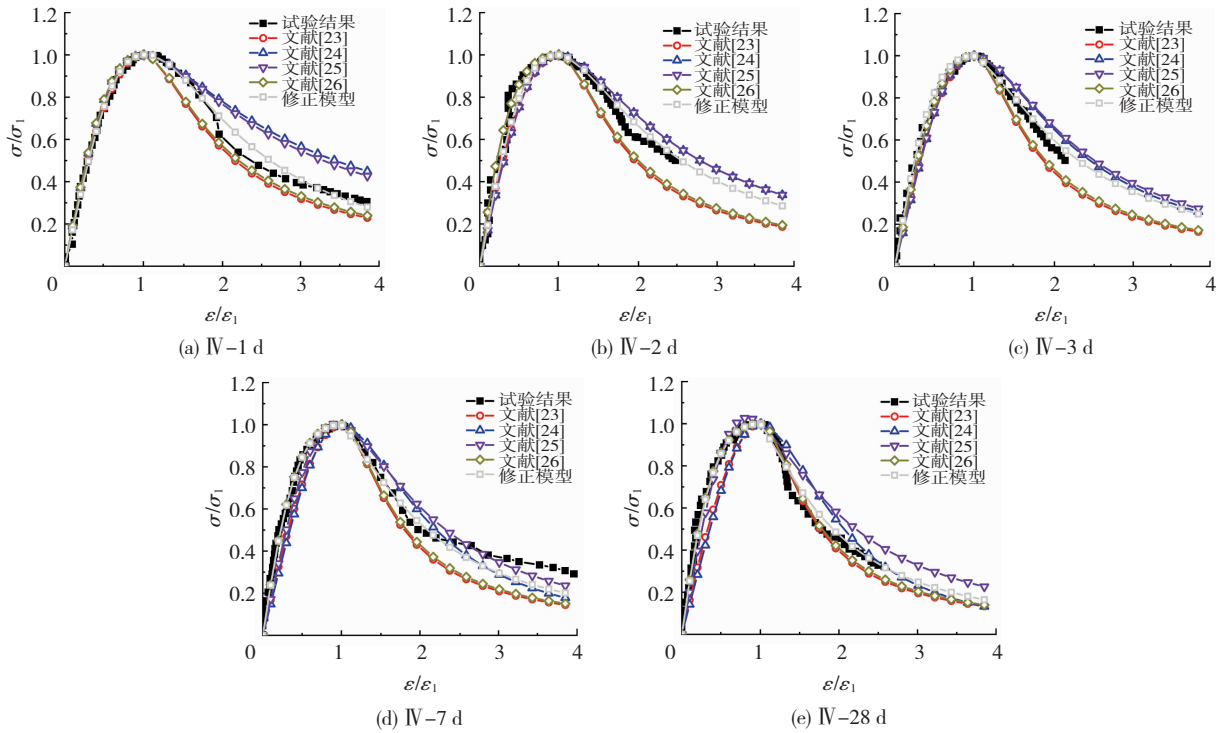 1.2
1.0
0.8
0.6
0.4
0.2
0
1
2
3
4
σ/σ1
ε/ε1
试验结果
文献[23]
文献[24]
文献[25]
文献[26]
修正模型
(a) Ⅳ-1 d
1.2
1.0
0.8
0.6
0.4
0.2
0
1
2
3
4
σ/σ1
ε/ε1
试验结果
文献[23]
文献[24]
文献[25]
文献[26]
修正模型
(b) Ⅳ-2 d
1.2
1.0
0.8
0.6
0.4
0.2
0
1
2
3
4
σ/σ1
ε/ε1
试验结果
文献[23]
文献[24]
文献[25]
文献[26]
修正模型
(c) Ⅳ-3 d
1.2
1.0
0.8
0.6
0.4
0.2
0
1
2
3
4
σ/σ1
ε/ε1
试验结果
文献[23]
文献[24]
文献[25]
文献[26]
修正模型
(d) Ⅳ-7 d
1.2
1.0
0.8
0.6
0.4
0.2
0
1
2
3
4
σ/σ1
ε/ε1
试验结果
文献[23]
文献[24]
文献[25]
文献[26]
修正模型
(e) Ⅳ-28 d